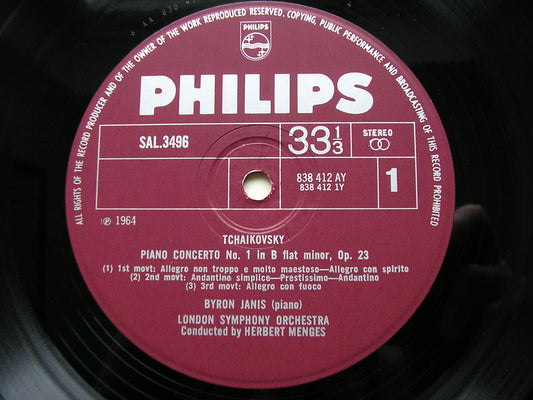 ALL RIGHTS OF THE RECORD PRODUCER AND OF THE OWNER OF THE WORK REPRODUCED RESERVED. COPYING, PUBLIC PERFORMANCE AND BROADCASTING OF THIS RECORD PROHIBITED
PHILIPS
PHILIPS
SAL.3496
33⅓
STEREO
838 412 AY
838 412 1Y
1
℗ 1964
TCHAIKOVSKY
PIANO CONCERTO No. 1 in B flat minor, Op. 23
(1) 1st movt: Allegro non troppo e molto maestoso—Allegro con spirito
(2) 2nd movt: Andantino simplice—Prestissimo—Andantino
(3) 3rd movt: Allegro con fuoco
BYRON JANIS (piano)
LONDON SYMPHONY ORCHESTRA
Conducted by HERBERT MENGES